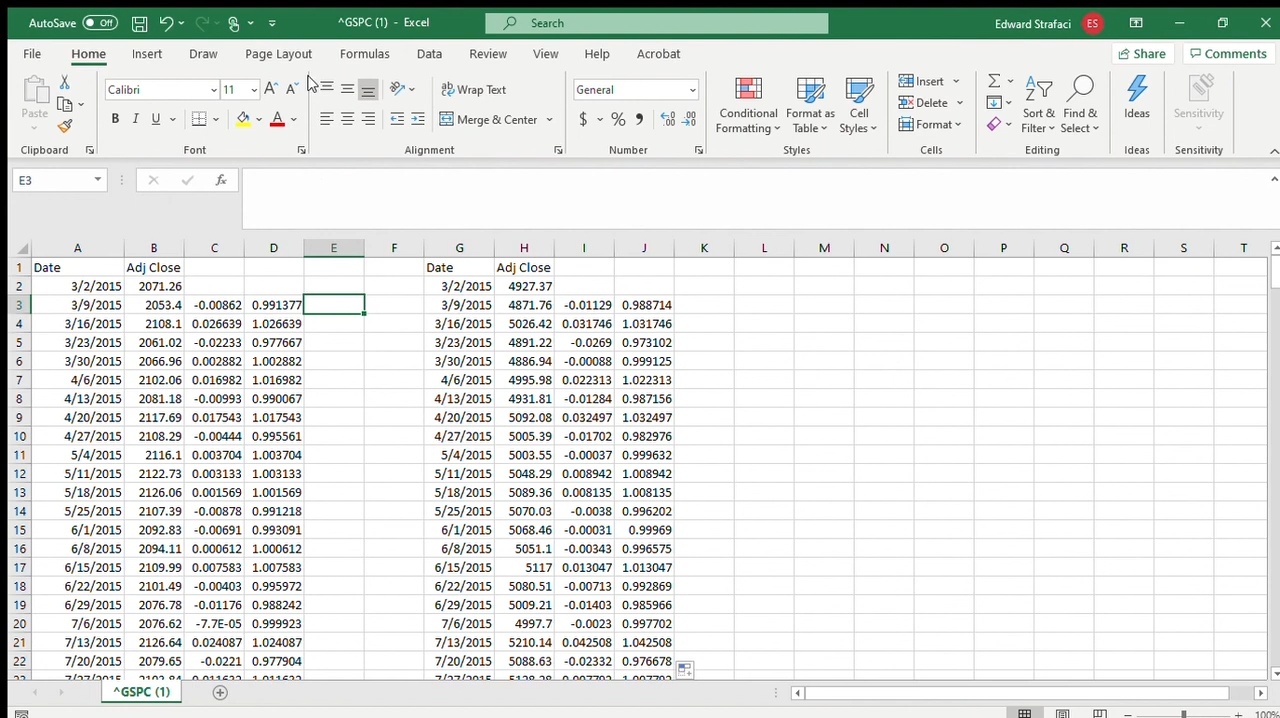 AutoSave Off ^GSPC (1) - Excel Search Edward Strafaci ES
File Home Insert Draw Page Layout Formulas Data Review View Help Acrobat Share Comments
Paste Calibri 11 A A Wrap Text General Conditional Formatting Format as Table Cell Styles Insert Sort & Filter Find & Select Ideas Sensitivity
B I U A Merge & Center $ % Delete
Format
Clipboard Font Alignment Number Styles Cells Editing Ideas Sensitivity
E3 fx
A B C D E F G H I J K L M N O P Q R S T
1 Date Adj Close Date Adj Close
2 3/2/2015 2071.26 3/2/2015 4927.37
3 3/9/2015 2053.4 -0.00862 0.991377 3/9/2015 4871.76 -0.01129 0.988714
4 3/16/2015 2108.1 0.026639 1.026639 3/16/2015 5026.42 0.031746 1.031746
5 3/23/2015 2061.02 -0.02233 0.977667 3/23/2015 4891.22 -0.0269 0.973102
6 3/30/2015 2066.96 0.002882 1.002882 3/30/2015 4886.94 -0.00088 0.999125
7 4/6/2015 2102.06 0.016982 1.016982 4/6/2015 4995.98 0.022313 1.022313
8 4/13/2015 2081.18 -0.00993 0.990067 4/13/2015 4931.81 -0.01284 0.987156
9 4/20/2015 2117.69 0.017543 1.017543 4/20/2015 5092.08 0.032497 1.032497
10 4/27/2015 2108.29 -0.00444 0.995561 4/27/2015 5005.39 -0.01702 0.982976
11 5/4/2015 2116.1 0.003704 1.003704 5/4/2015 5003.55 -0.00037 0.999632
12 5/11/2015 2122.73 0.003133 1.003133 5/11/2015 5048.29 0.008942 1.008942
13 5/18/2015 2126.06 0.001569 1.001569 5/18/2015 5089.36 0.008135 1.008135
14 5/25/2015 2107.39 -0.00878 0.991218 5/25/2015 5070.03 -0.0038 0.996202
15 6/1/2015 2092.83 -0.00691 0.993091 6/1/2015 5068.46 -0.00031 0.99969
16 6/8/2015 2094.11 0.000612 1.000612 6/8/2015 5051.1 -0.00343 0.996575
17 6/15/2015 2109.99 0.007583 1.007583 6/15/2015 5117 0.013047 1.013047
18 6/22/2015 2101.49 -0.00403 0.995972 6/22/2015 5080.51 -0.00713 0.992869
19 6/29/2015 2076.78 -0.01176 0.988242 6/29/2015 5009.21 -0.01403 0.985966
20 7/6/2015 2076.62 -7.7E-05 0.999923 7/6/2015 4997.7 -0.0023 0.997702
21 7/13/2015 2126.64 0.024087 1.024087 7/13/2015 5210.14 0.042508 1.042508
22 7/20/2015 2079.65 -0.0221 0.977904 7/20/2015 5088.63 -0.02332 0.976678
^GSPC (1)
100%